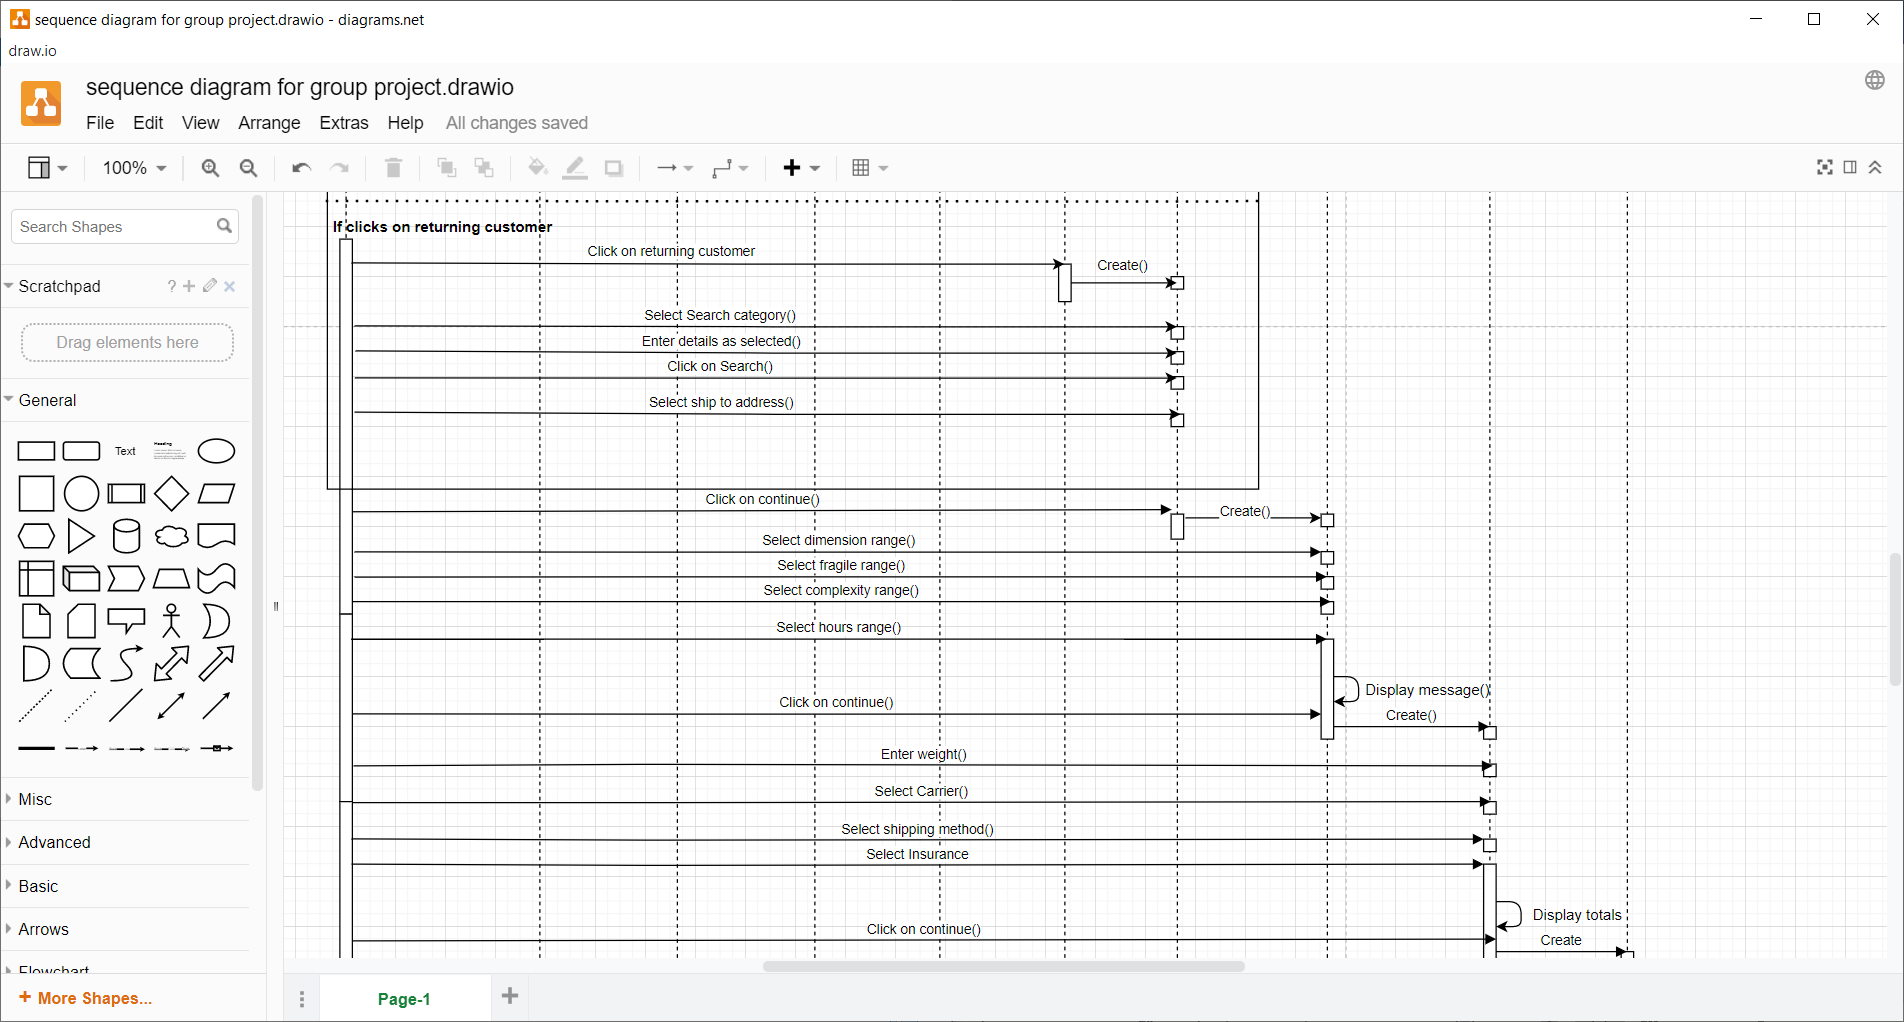 sequence diagram for group project.drawio - diagrams.net
draw.io
sequence diagram for group project.drawio
File Edit View Arrange Extras Help All changes saved
100%
Search Shapes
Scratchpad ?
Drag elements here
General
Text
Heading
Misc
Advanced
Basic
Arrows
Flowchart
+ More Shapes...
If clicks on returning customer
Click on returning customer
Create()
Select Search category()
Enter details as selected()
Click on Search()
Select ship to address()
Click on continue()
Create()
Select dimension range()
Select fragile range()
Select complexity range()
Select hours range()
Display message()
Click on continue()
Create()
Enter weight()
Select Carrier()
Select shipping method()
Select Insurance
Display totals
Click on continue()
Create
Page-1